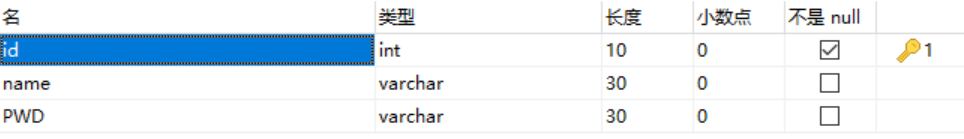 名 类型 长度 小数点 不是 null
id int 10 0 1
name varchar 30 0
PWD varchar 30 0